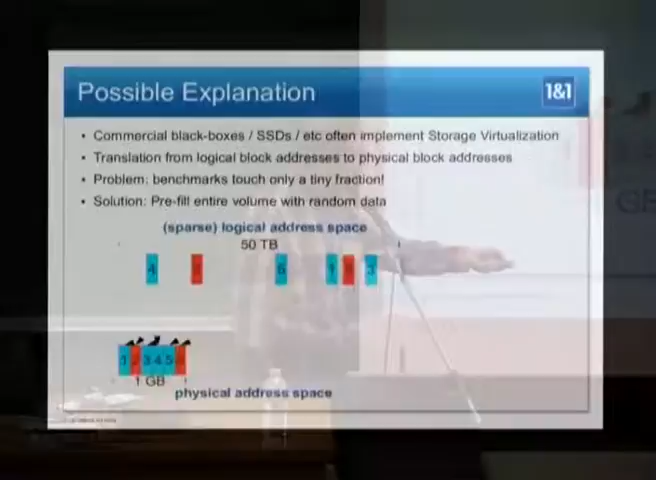 Possible Explanation
1&1
• Commercial black-boxes / SSDs / etc often implement Storage Virtualization
• Translation from logical block addresses to physical block addresses
• Problem: benchmarks touch only a tiny fraction!
• Solution: Pre-fill entire volume with random data
(sparse) logical address space
50 TB
4
1
3
1
3 4 5
1 GB
physical address space
GB